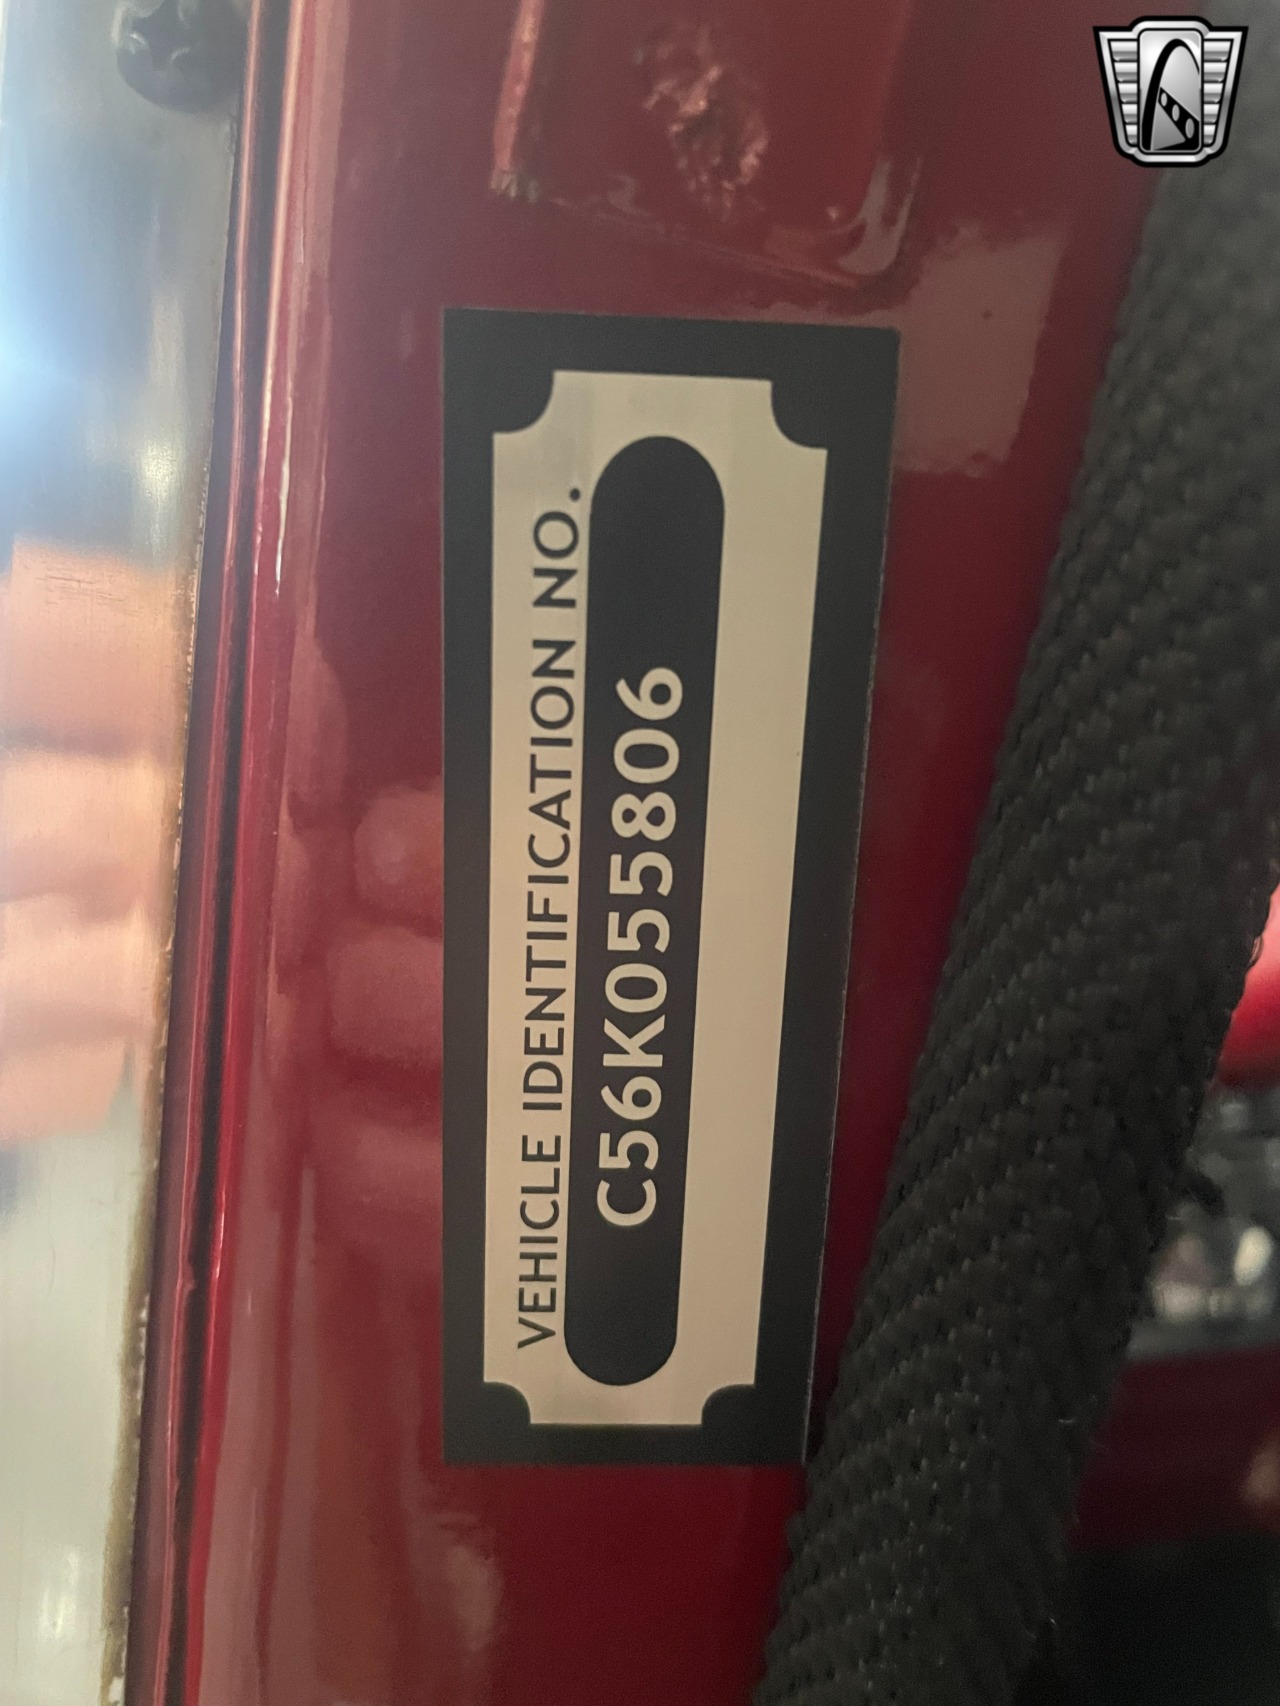 VEHICLE IDENTIFICATION NO.
C56K055806